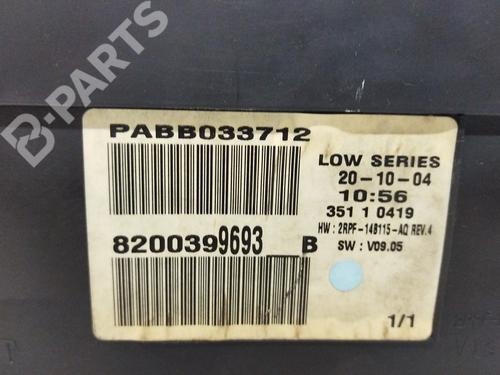 B-PARTS
B-PARTS
PABB033712
8200399693 B
LOW SERIES
20-10-04
10:56
351 1 0419
HW : 2RPF-14B115-AQ REV.4
SW : V09.05
1/1